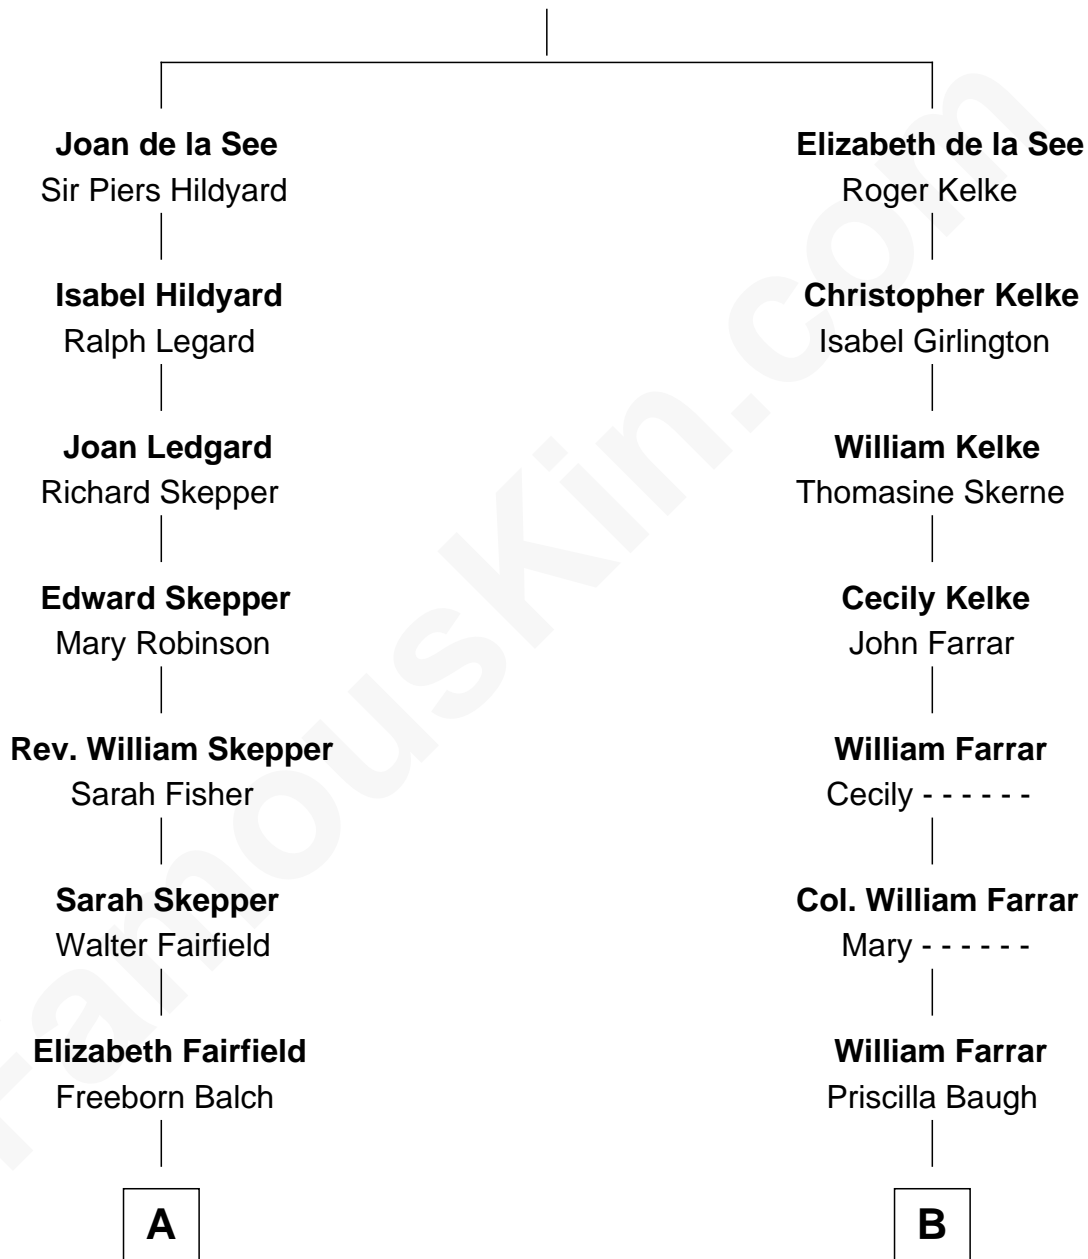 Joan de la See
Sir Piers Hildyard
Isabel Hildyard
Ralph Legard
Joan Ledgard
Richard Skepper
Edward Skepper
Mary Robinson
Rev. William Skepper
Sarah Fisher
Sarah Skepper
Walter Fairfield
Elizabeth Fairfield
Freeborn Balch
A
Elizabeth de la See
Roger Kelke
Christopher Kelke
Isabel Girlington
William Kelke
Thomasine Skerne
Cecily Kelke
John Farrar
William Farrar
Cecily - - - - - -
Col. William Farrar
Mary - - - - - -
William Farrar
Priscilla Baugh
B
FamousKin.com